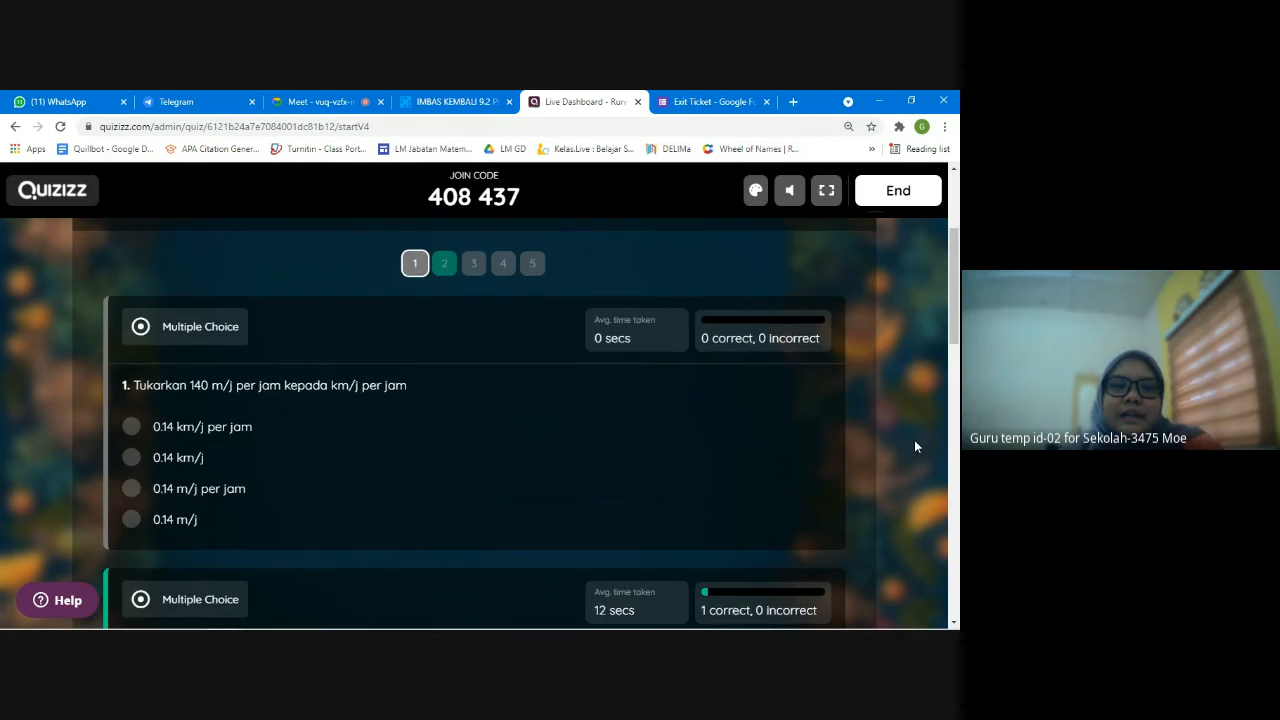 (11) WhatsApp
Telegram
Meet - vuq-vzfx-
IMBAS KEMBALI 9.2 P
Live Dashboard - Run
Exit Ticket - Google F
quizizz.com/admin/quiz/6121b24a7e7084001dc81b12/startV4
G
Apps
Quillbot - Google D...
APA Citation Gener...
Turnitin - Class Port...
LM Jabatan Matem...
LM GD
Kelas.Live : Belajar S...
DELIMa
Wheel of Names | R...
»
Reading list
QUIZIZZ
JOIN CODE
408 437
End
1 2 3 4 5
Multiple Choice
Avg. time taken
0 secs
0 correct, 0 incorrect
1. Tukarkan 140 m/j per jam kepada km/j per jam
0.14 km/j per jam
0.14 km/j
0.14 m/j per jam
0.14 m/j
Multiple Choice
Avg. time taken
12 secs
1 correct, 0 incorrect
Help
Guru temp id-02 for Sekolah-3475 Moe